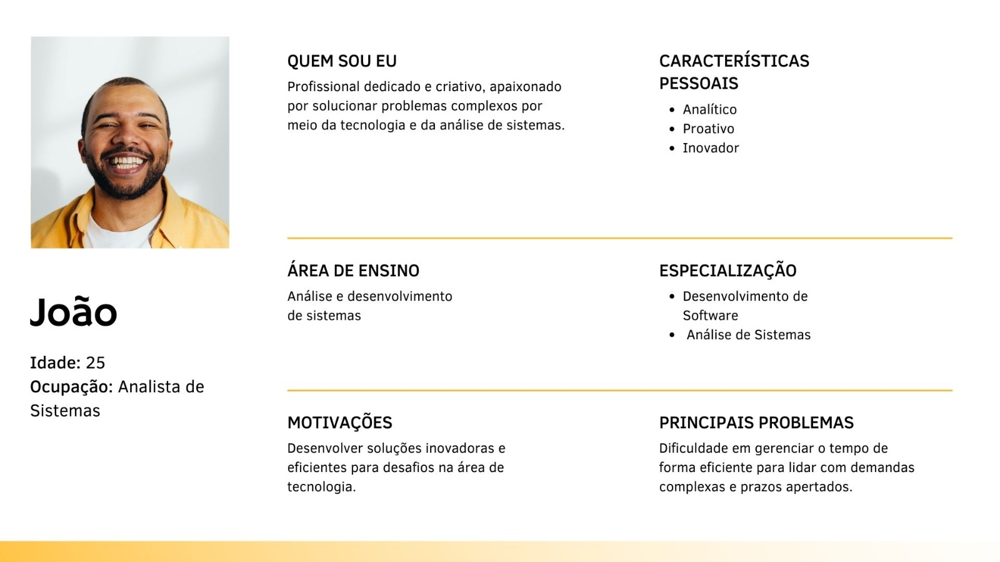 João
Idade: 25
Ocupação: Analista de
Sistemas
QUEM SOU EU
Profissional dedicado e criativo, apaixonado
por solucionar problemas complexos por
meio da tecnologia e da análise de sistemas.
CARACTERÍSTICAS
PESSOAIS
• Analítico
• Proativo
• Inovador
ÁREA DE ENSINO
Análise e desenvolvimento
de sistemas
ESPECIALIZAÇÃO
• Desenvolvimento de
Software
• Análise de Sistemas
MOTIVAÇÕES
Desenvolver soluções inovadoras e
eficientes para desafios na área de
tecnologia.
PRINCIPAIS PROBLEMAS
Dificuldade em gerenciar o tempo de
forma eficiente para lidar com demandas
complexas e prazos apertados.